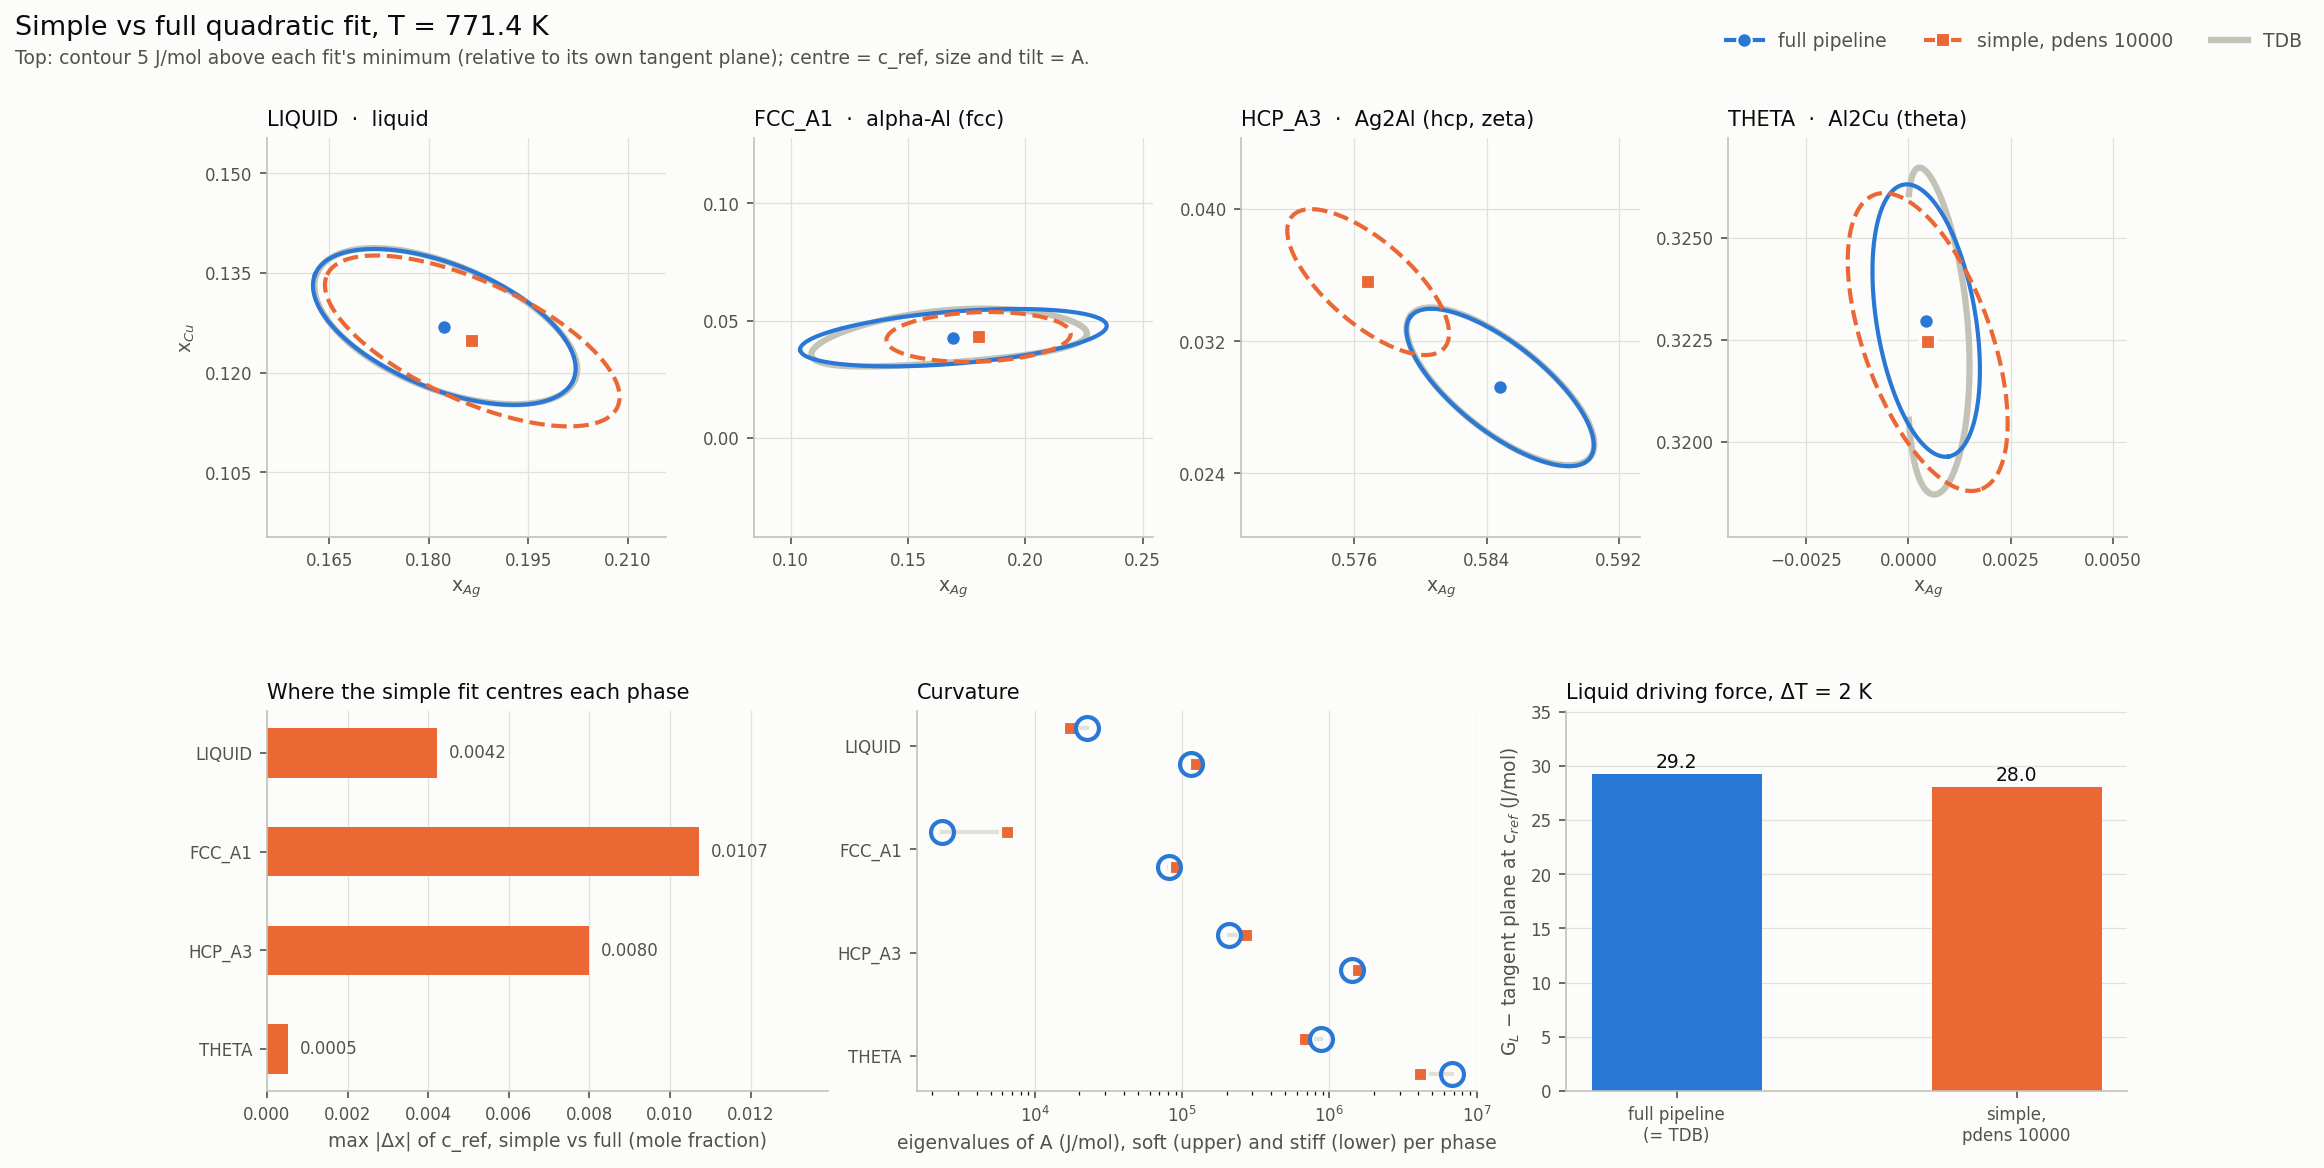 Simple vs full quadratic fit, T = 771.4 K
Top: contour 5 J/mol above each fit's minimum (relative to its own tangent plane); centre = c_ref, size and tilt = A.
full pipeline
simple, pdens 10000
TDB
LIQUID · liquid
0.150
0.135
0.120
0.105
x_Cu
0.165 0.180 0.195 0.210
x_Ag
FCC_A1 · alpha-Al (fcc)
0.10
0.05
0.00
0.10 0.15 0.20 0.25
x_Ag
HCP_A3 · Ag2Al (hcp, zeta)
0.040
0.032
0.024
0.576 0.584 0.592
x_Ag
THETA · Al2Cu (theta)
0.3250
0.3225
0.3200
−0.0025 0.0000 0.0025 0.0050
x_Ag
Where the simple fit centres each phase
LIQUID 0.0042
FCC_A1 0.0107
HCP_A3 0.0080
THETA 0.0005
0.000 0.002 0.004 0.006 0.008 0.010 0.012
max |Δx| of c_ref, simple vs full (mole fraction)
Curvature
LIQUID
FCC_A1
HCP_A3
THETA
10^4 10^5 10^6 10^7
eigenvalues of A (J/mol), soft (upper) and stiff (lower) per phase
Liquid driving force, ΔT = 2 K
35
30
25
20
15
10
5
0
G_L − tangent plane at c_ref (J/mol)
29.2
28.0
full pipeline
(= TDB)
simple,
pdens 10000